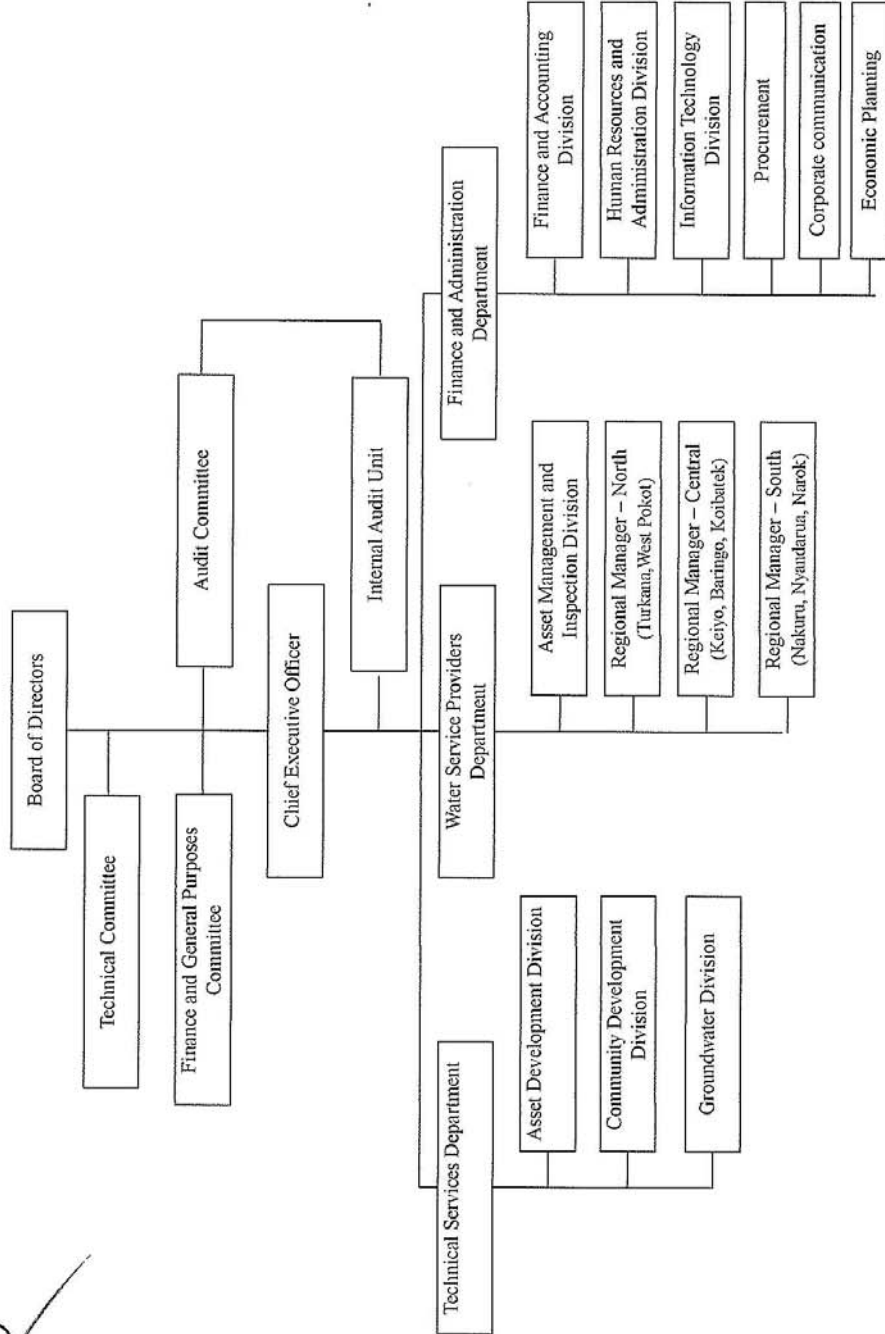 Board of Directors
Technical Committee
Audit Committee
Finance and General Purposes
Committee
Chief Executive Officer
Internal Audit Unit
Technical Services Department
Water Service Providers
Department
Finance and Administration
Department
Asset Development Division
Community Development
Division
Groundwater Division
Asset Management and
Inspection Division
Regional Manager – North
(Turkana, West Pokot)
Regional Manager – Central
(Keiyo, Baringo, Koibatek)
Regional Manager – South
(Nakuru, Nyandarua, Narok)
Finance and Accounting
Division
Human Resources and
Administration Division
Information Technology
Division
Procurement
Corporate communication
Economic Planning